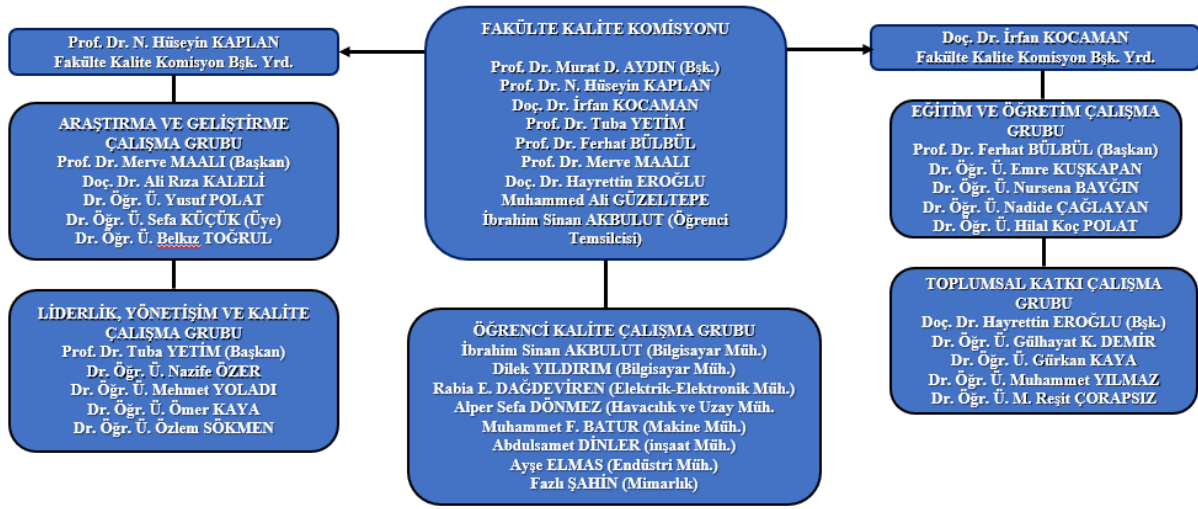 Prof. Dr. N. Hüseyin KAPLAN
Fakülte Kalite Komisyon Bşk. Yrd.
ARAŞTIRMA VE GELİŞTİRME
ÇALIŞMA GRUBU
Prof. Dr. Merve MAALI (Başkan)
Doç. Dr. Ali Rıza KALELİ
Dr. Öğr. Ü. Yusuf POLAT
Dr. Öğr. Ü. Sefa KÜÇÜK (Üye)
Dr. Öğr. Ü. Belkız TOĞRUL
LİDERLİK, YÖNETİŞİM VE KALİTE
ÇALIŞMA GRUBU
Prof. Dr. Tuba YETİM (Başkan)
Dr. Öğr. Ü. Nazife ÖZER
Dr. Öğr. Ü. Mehmet YOLADI
Dr. Öğr. Ü. Ömer KAYA
Dr. Öğr. Ü. Özlem SÖKMEN
FAKÜLTE KALİTE KOMİSYONU
Prof. Dr. Murat D. AYDIN (Bşk.)
Prof. Dr. N. Hüseyin KAPLAN
Doç. Dr. İrfan KOCAMAN
Prof. Dr. Tuba YETİM
Prof. Dr. Ferhat BÜLBÜL
Prof. Dr. Merve MAALI
Doç. Dr. Hayrettin EROĞLU
Muhammed Ali GÜZELTEPE
İbrahim Sinan AKBULUT (Öğrenci
Temsilcisi)
ÖĞRENCİ KALİTE ÇALIŞMA GRUBU
İbrahim Sinan AKBULUT (Bilgisayar Müh.)
Dilek YILDIRIM (Bilgisayar Müh.)
Rabia E. DAĞDEVİREN (Elektrik-Elektronik Müh.)
Alper Sefa DÖNMEZ (Havacılık ve Uzay Müh.
Muhammet F. BATUR (Makine Müh.)
Abdulsamet DİNLER (inşaat Müh.)
Ayşe ELMAS (Endüstri Müh.)
Fazlı ŞAHİN (Mimarlık)
Doç. Dr. İrfan KOCAMAN
Fakülte Kalite Komisyon Bşk. Yrd.
EĞİTİM VE ÖĞRETİM ÇALIŞMA
GRUBU
Prof. Dr. Ferhat BÜLBÜL (Başkan)
Dr. Öğr. Ü. Emre KUŞKAPAN
Dr. Öğr. Ü. Nursena BAYĞIN
Dr. Öğr. Ü. Nadide ÇAĞLAYAN
Dr. Öğr. Ü. Hilal Koç POLAT
TOPLUMSAL KATKI ÇALIŞMA
GRUBU
Doç. Dr. Hayrettin EROĞLU (Bşk.)
Dr. Öğr. Ü. Gülhayat K. DEMİR
Dr. Öğr. Ü. Gürkan KAYA
Dr. Öğr. Ü. Muhammet YILMAZ
Dr. Öğr. Ü. M. Reşit ÇORAPSIZ